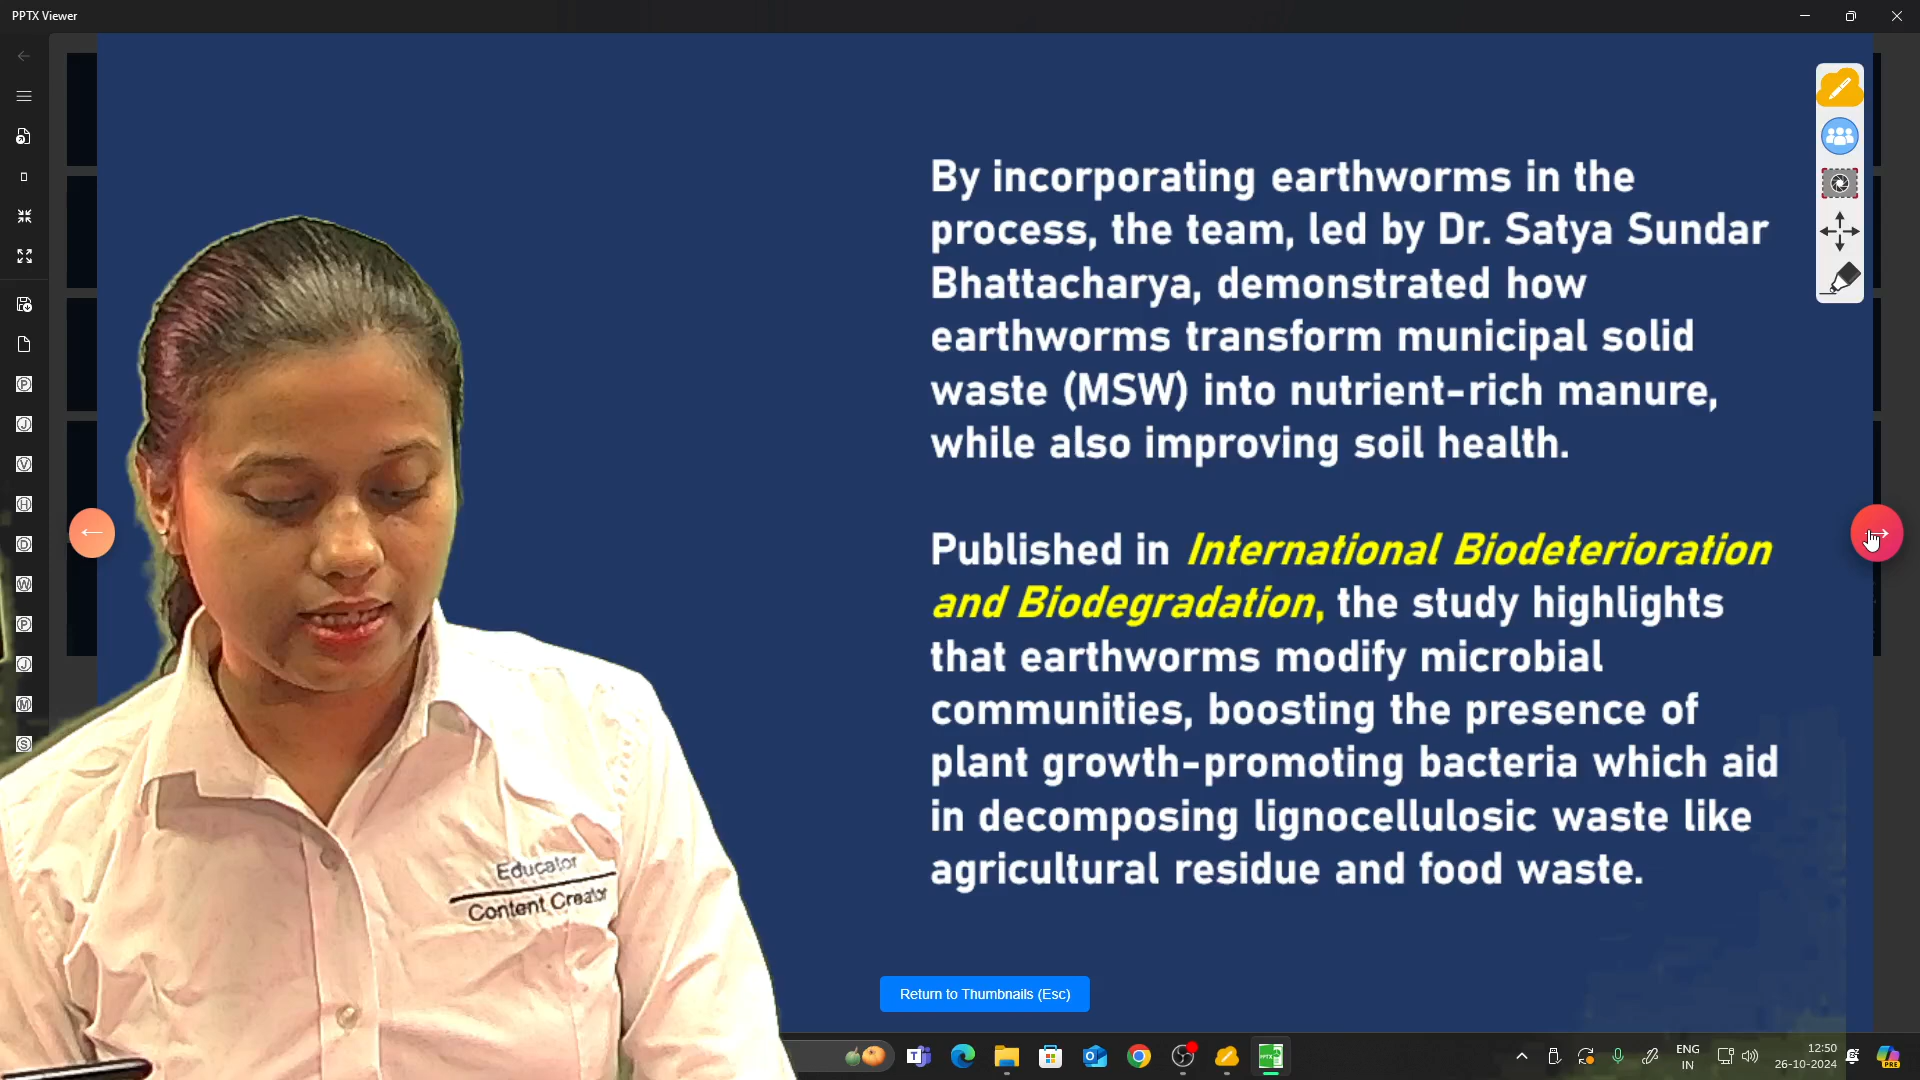 PPTX Viewer
By incorporating earthworms in the
process, the team, led by Dr. Satya Sundar
Bhattacharya, demonstrated how
earthworms transform municipal solid
waste (MSW) into nutrient-rich manure,
while also improving soil health.
Published in International Biodeterioration
and Biodegradation, the study highlights
that earthworms modify microbial
communities, boosting the presence of
plant growth-promoting bacteria which aid
in decomposing lignocellulosic waste like
agricultural residue and food waste.
Educator
Content Creator
Return to Thumbnails (Esc)
P
J
V
H
D
W
P
J
M
S
ENG
IN
12:50
26-10-2024